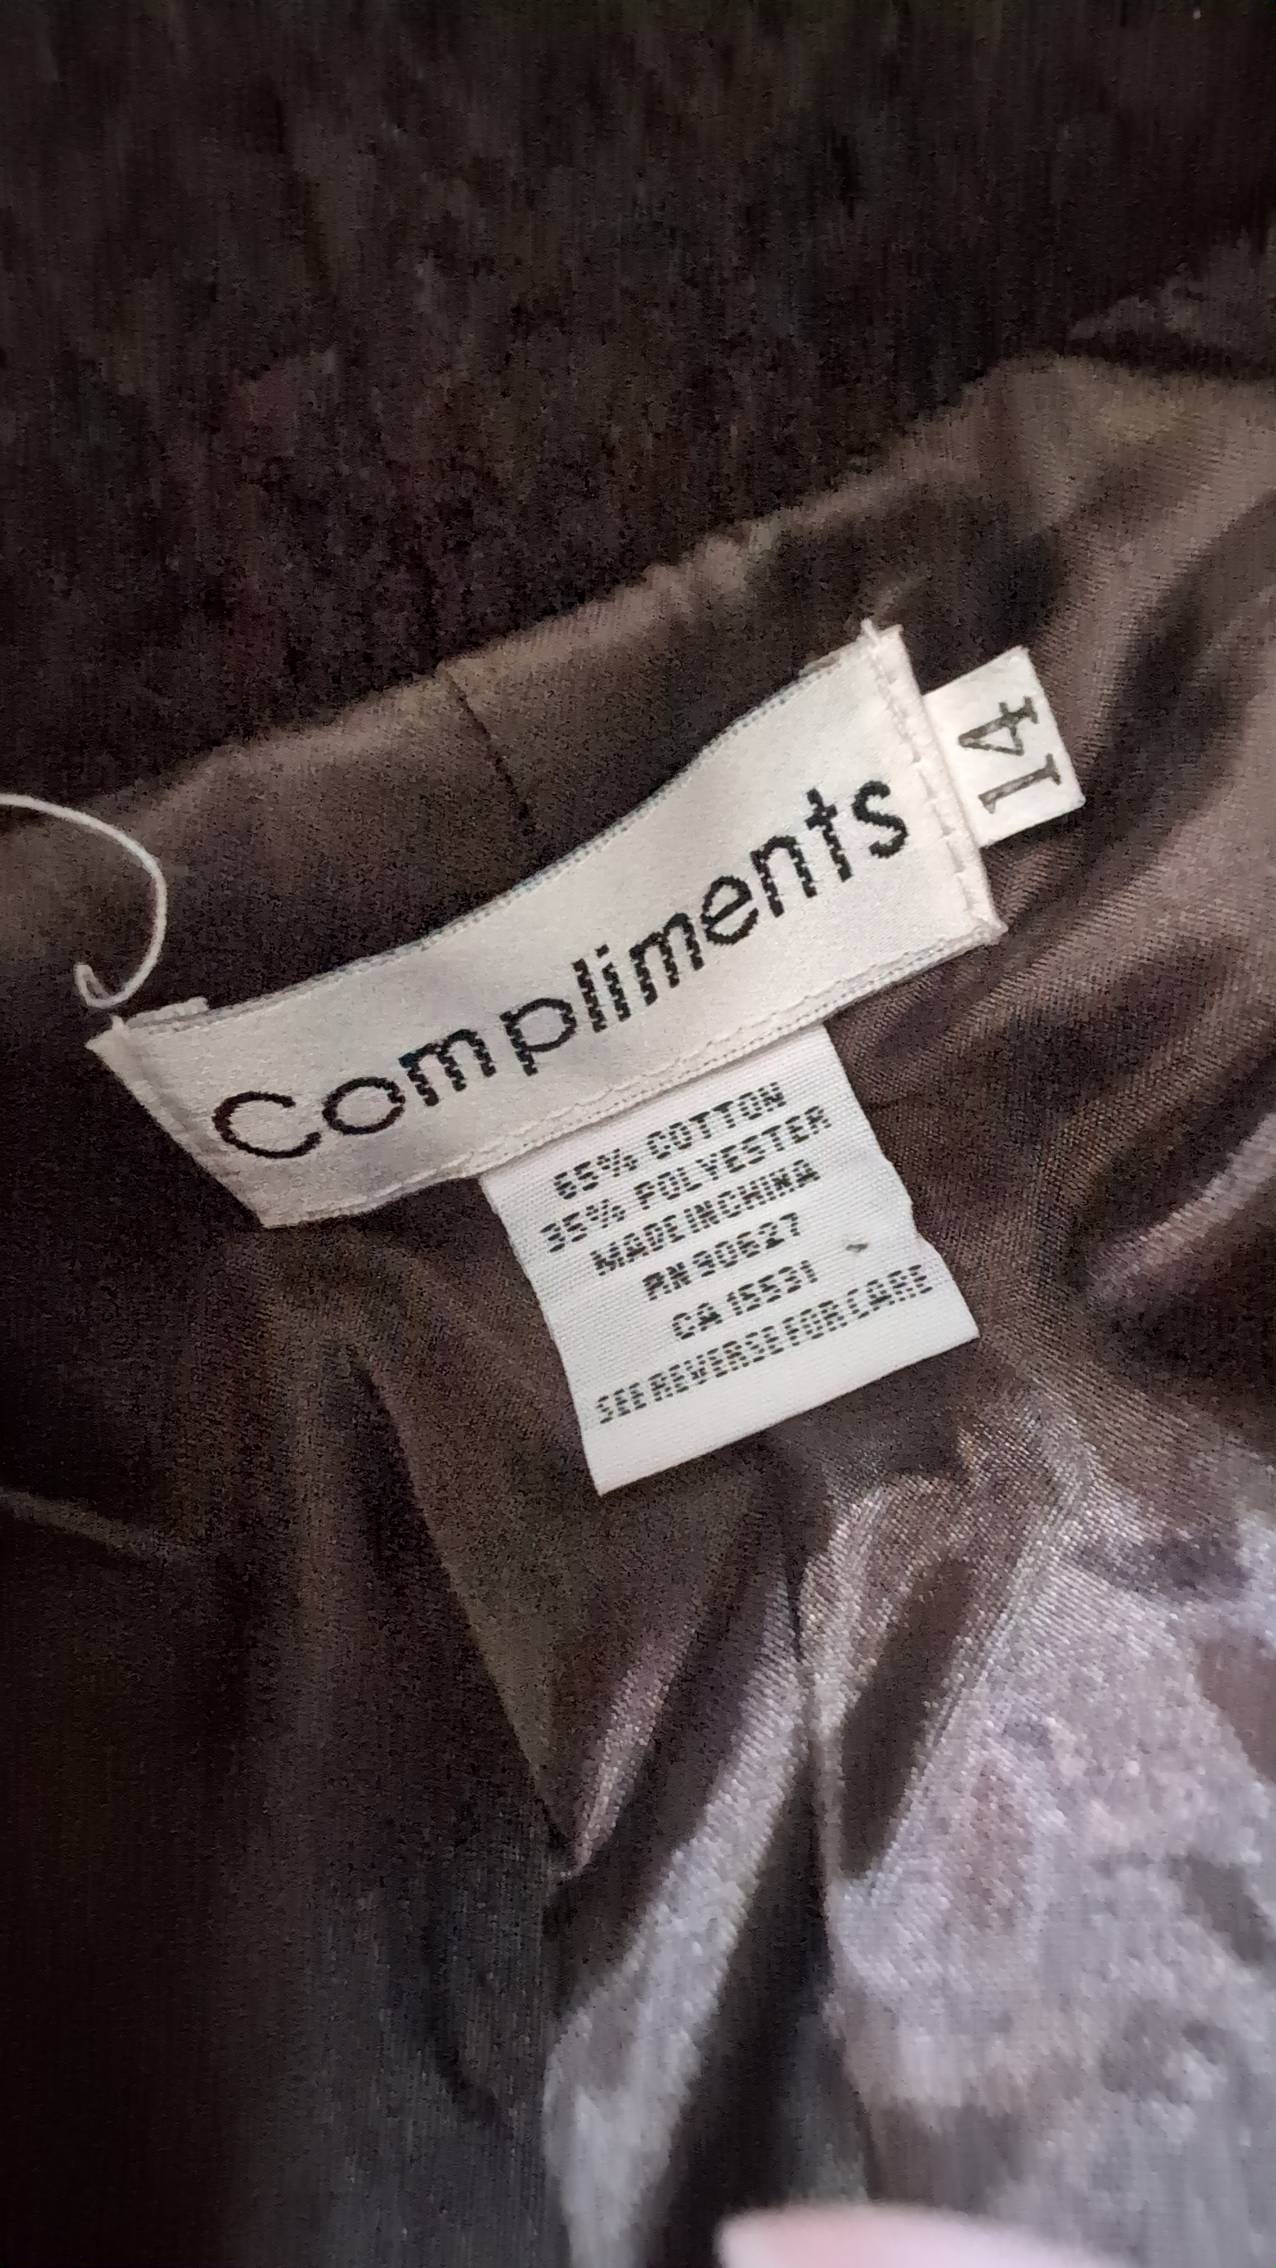 Compliments
14
65% COTTON
35% POLYESTER
MADE IN CHINA
RN 90627
CA 15531
SEE REVERSE FOR CARE